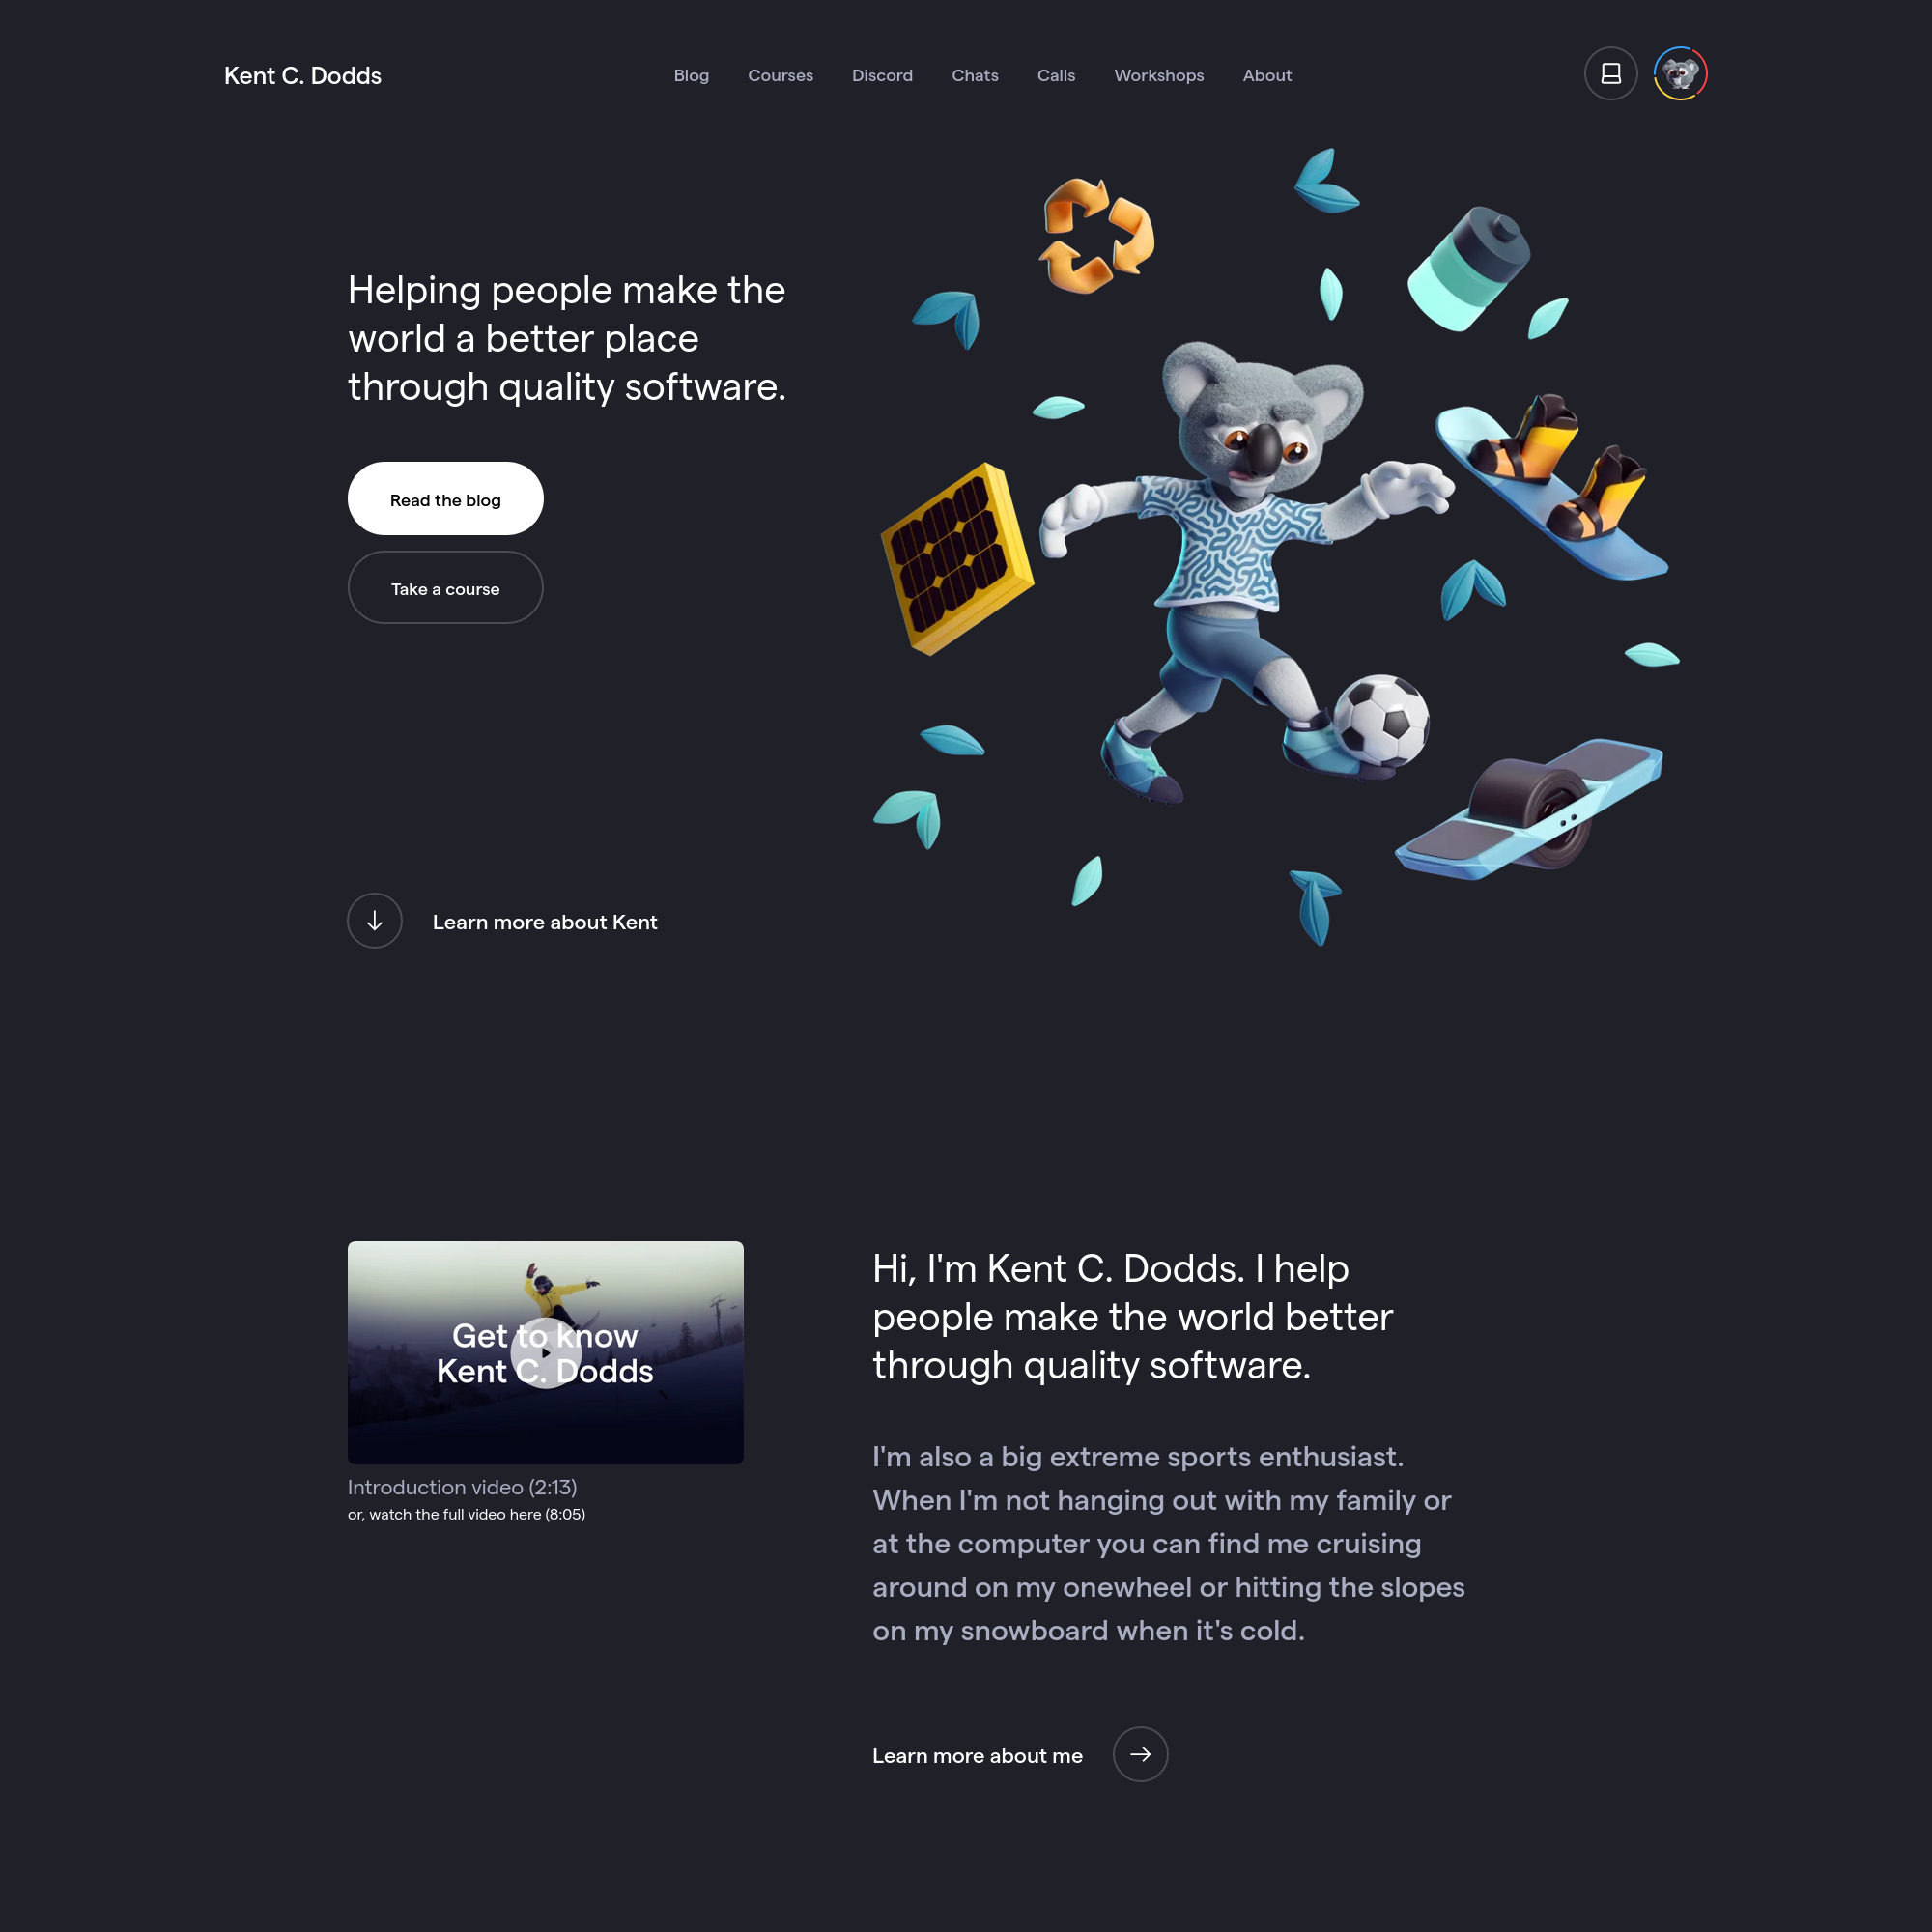 Kent C. Dodds
Blog Courses Discord Chats Calls Workshops About
Helping people make the
world a better place
through quality software.
Read the blog
Take a course
Learn more about Kent
Get to know
Kent C. Dodds
Introduction video (2:13)
or, watch the full video here (8:05)
Hi, I'm Kent C. Dodds. I help
people make the world better
through quality software.
I'm also a big extreme sports enthusiast.
When I'm not hanging out with my family or
at the computer you can find me cruising
around on my onewheel or hitting the slopes
on my snowboard when it's cold.
Learn more about me